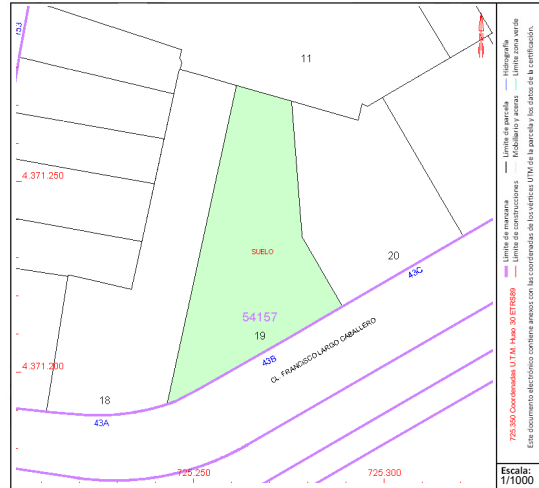 11
4.371.250
SUELO
20
43C
54157
19
43B
CL FRANCISCO LARGO CABALLERO
4.371.200
18
43A
725.250
725.300
Límite de manzana
Límite de parcela
Hidrografía
Límite de construcciones
Mobiliario y aceras
Límite zona verde
725.350 Coordenadas U.T.M. Huso 30 ETRS89
Este documento electrónico contiene anexos con las coordenadas de los vértices UTM de la parcela y los datos de la certificación.
Escala:
1/1000